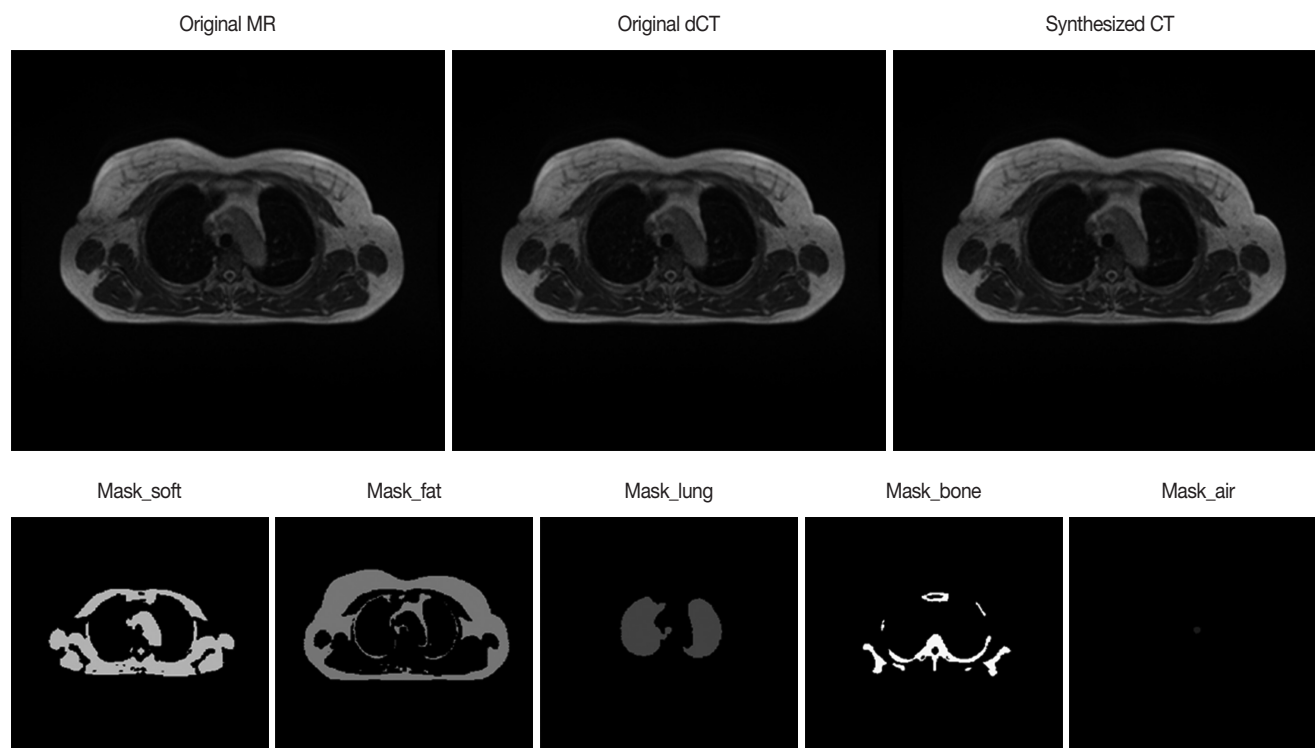 Original MR
Original dCT
Synthesized CT
Mask_soft
Mask_fat
Mask_lung
Mask_bone
Mask_air